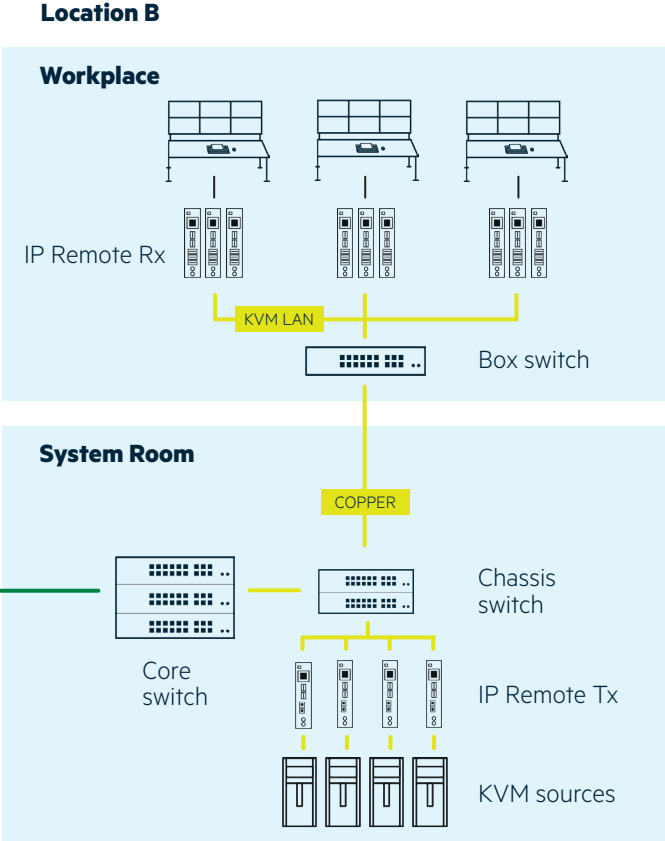 Location B
Workplace
IP Remote Rx
KVM LAN
Box switch
System Room
COPPER
Chassis
switch
Core
switch
IP Remote Tx
KVM sources